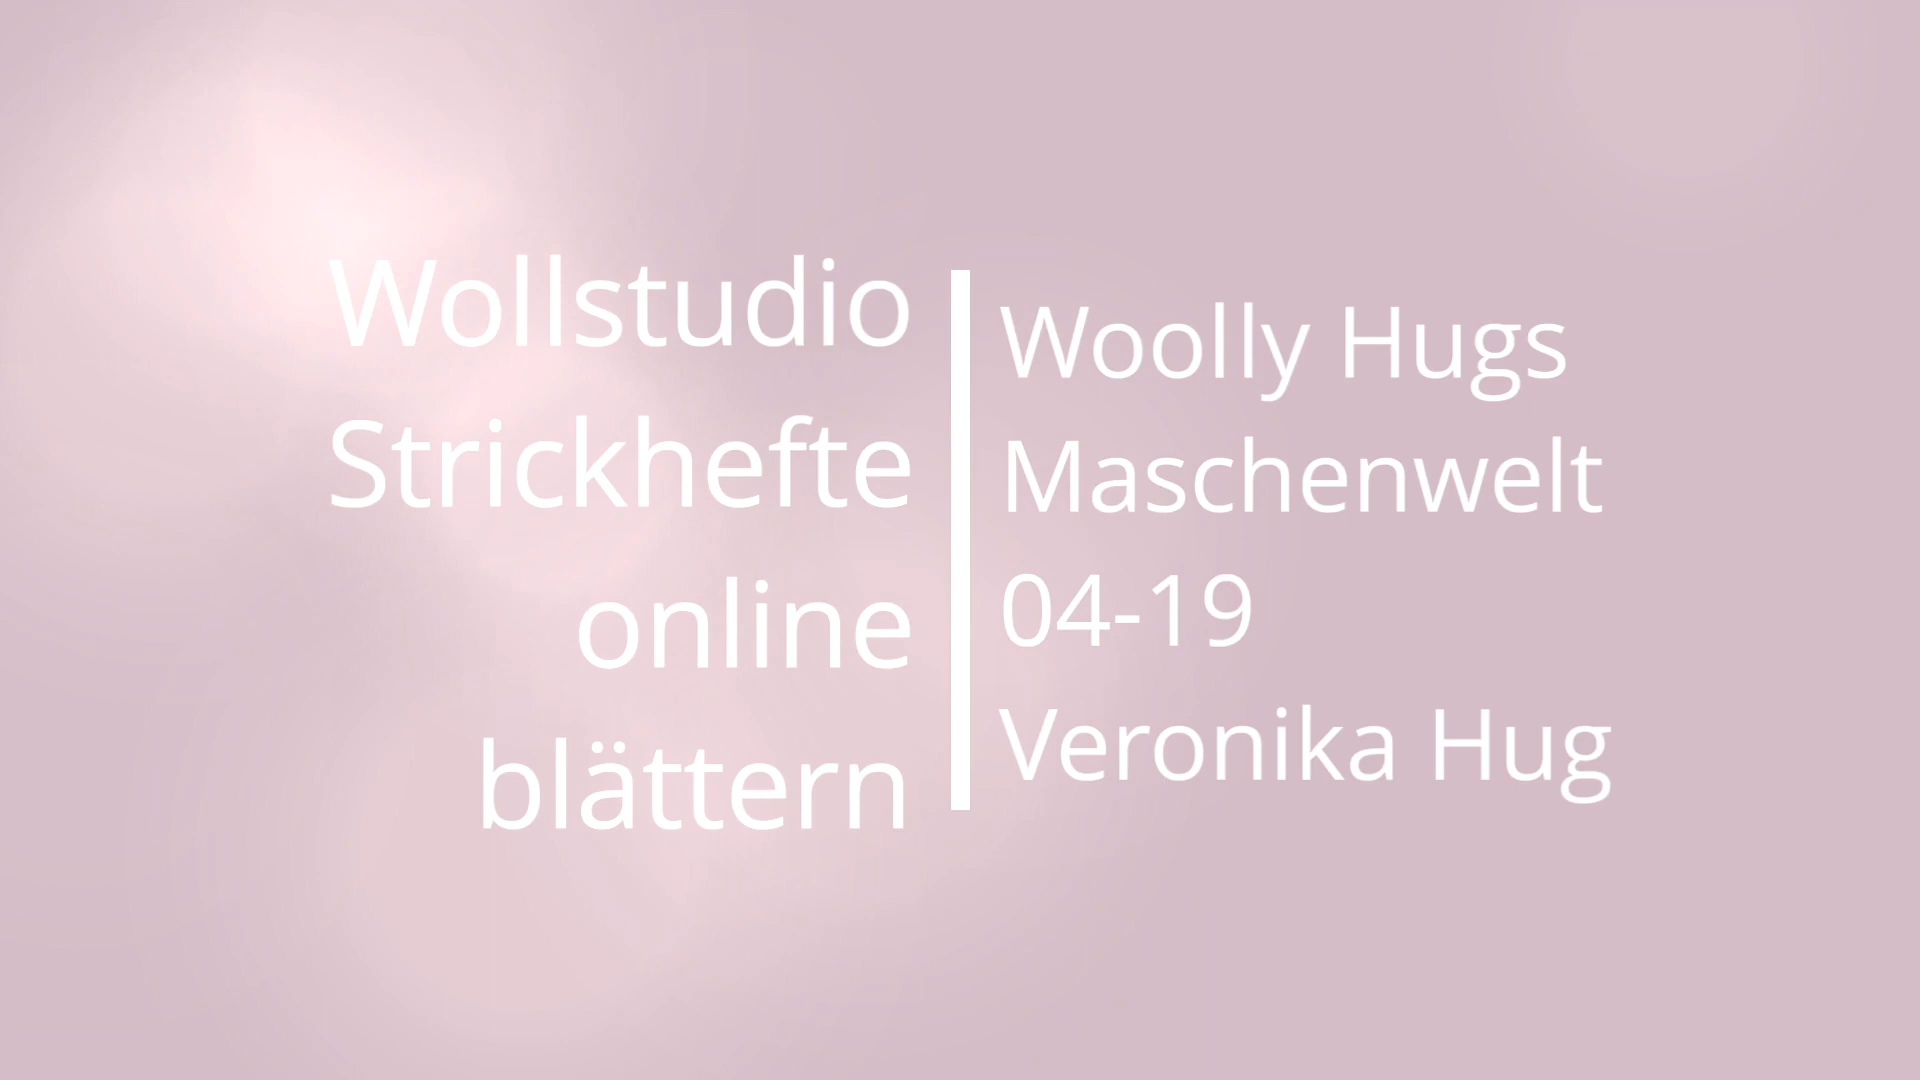 Wollstudio
Strickhefte
online
blättern
Woolly Hugs
Maschenwelt
04-19
Veronika Hug